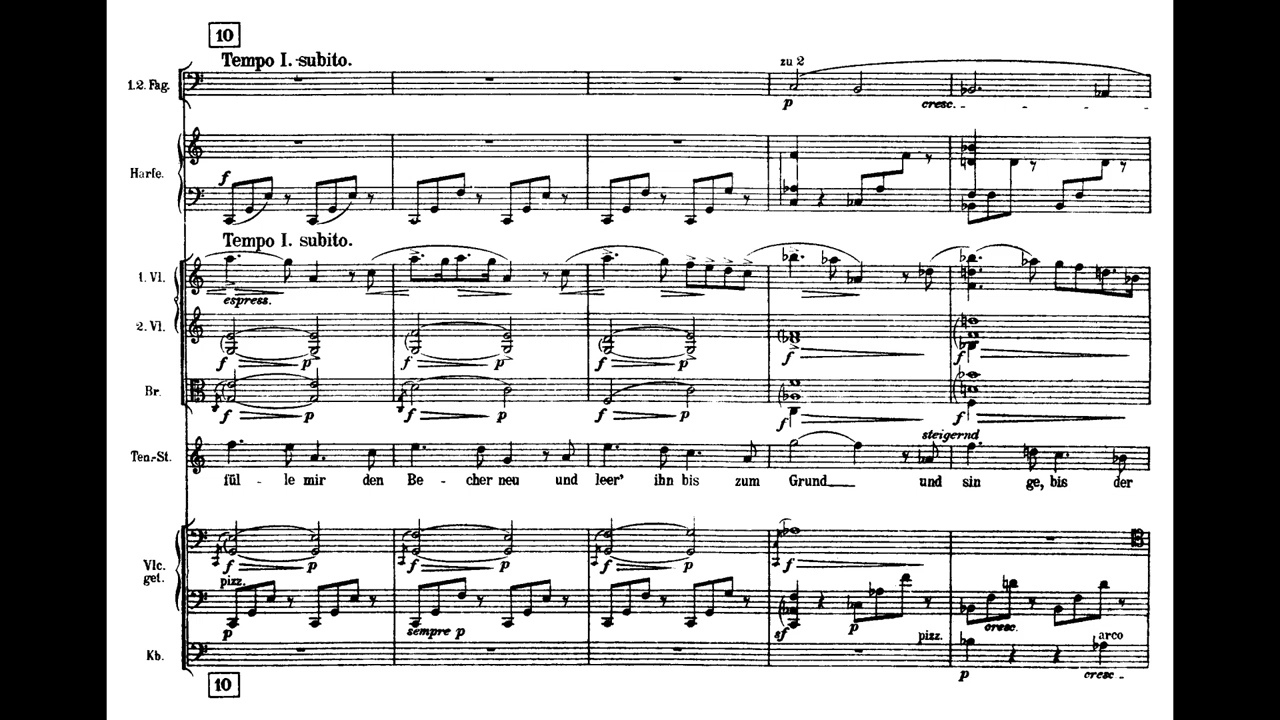 10
Tempo I. subito.
1.2. Fag.
zu 2
p
cresc.
Harfe.
f
Tempo I. subito.
1. Vl.
espress.
2. Vl.
f p f p f p f f
Br.
f p f p f p f f
steigernd
Ten.-St.
fül - le mir den Be - cher neu und leer' ihn bis zum Grund und sin ge, bis der
Vlc.
get.
f p f p f p f
pizz.
p sempre p sf p cresc.
Kb.
pizz. arco
p cresc.
10